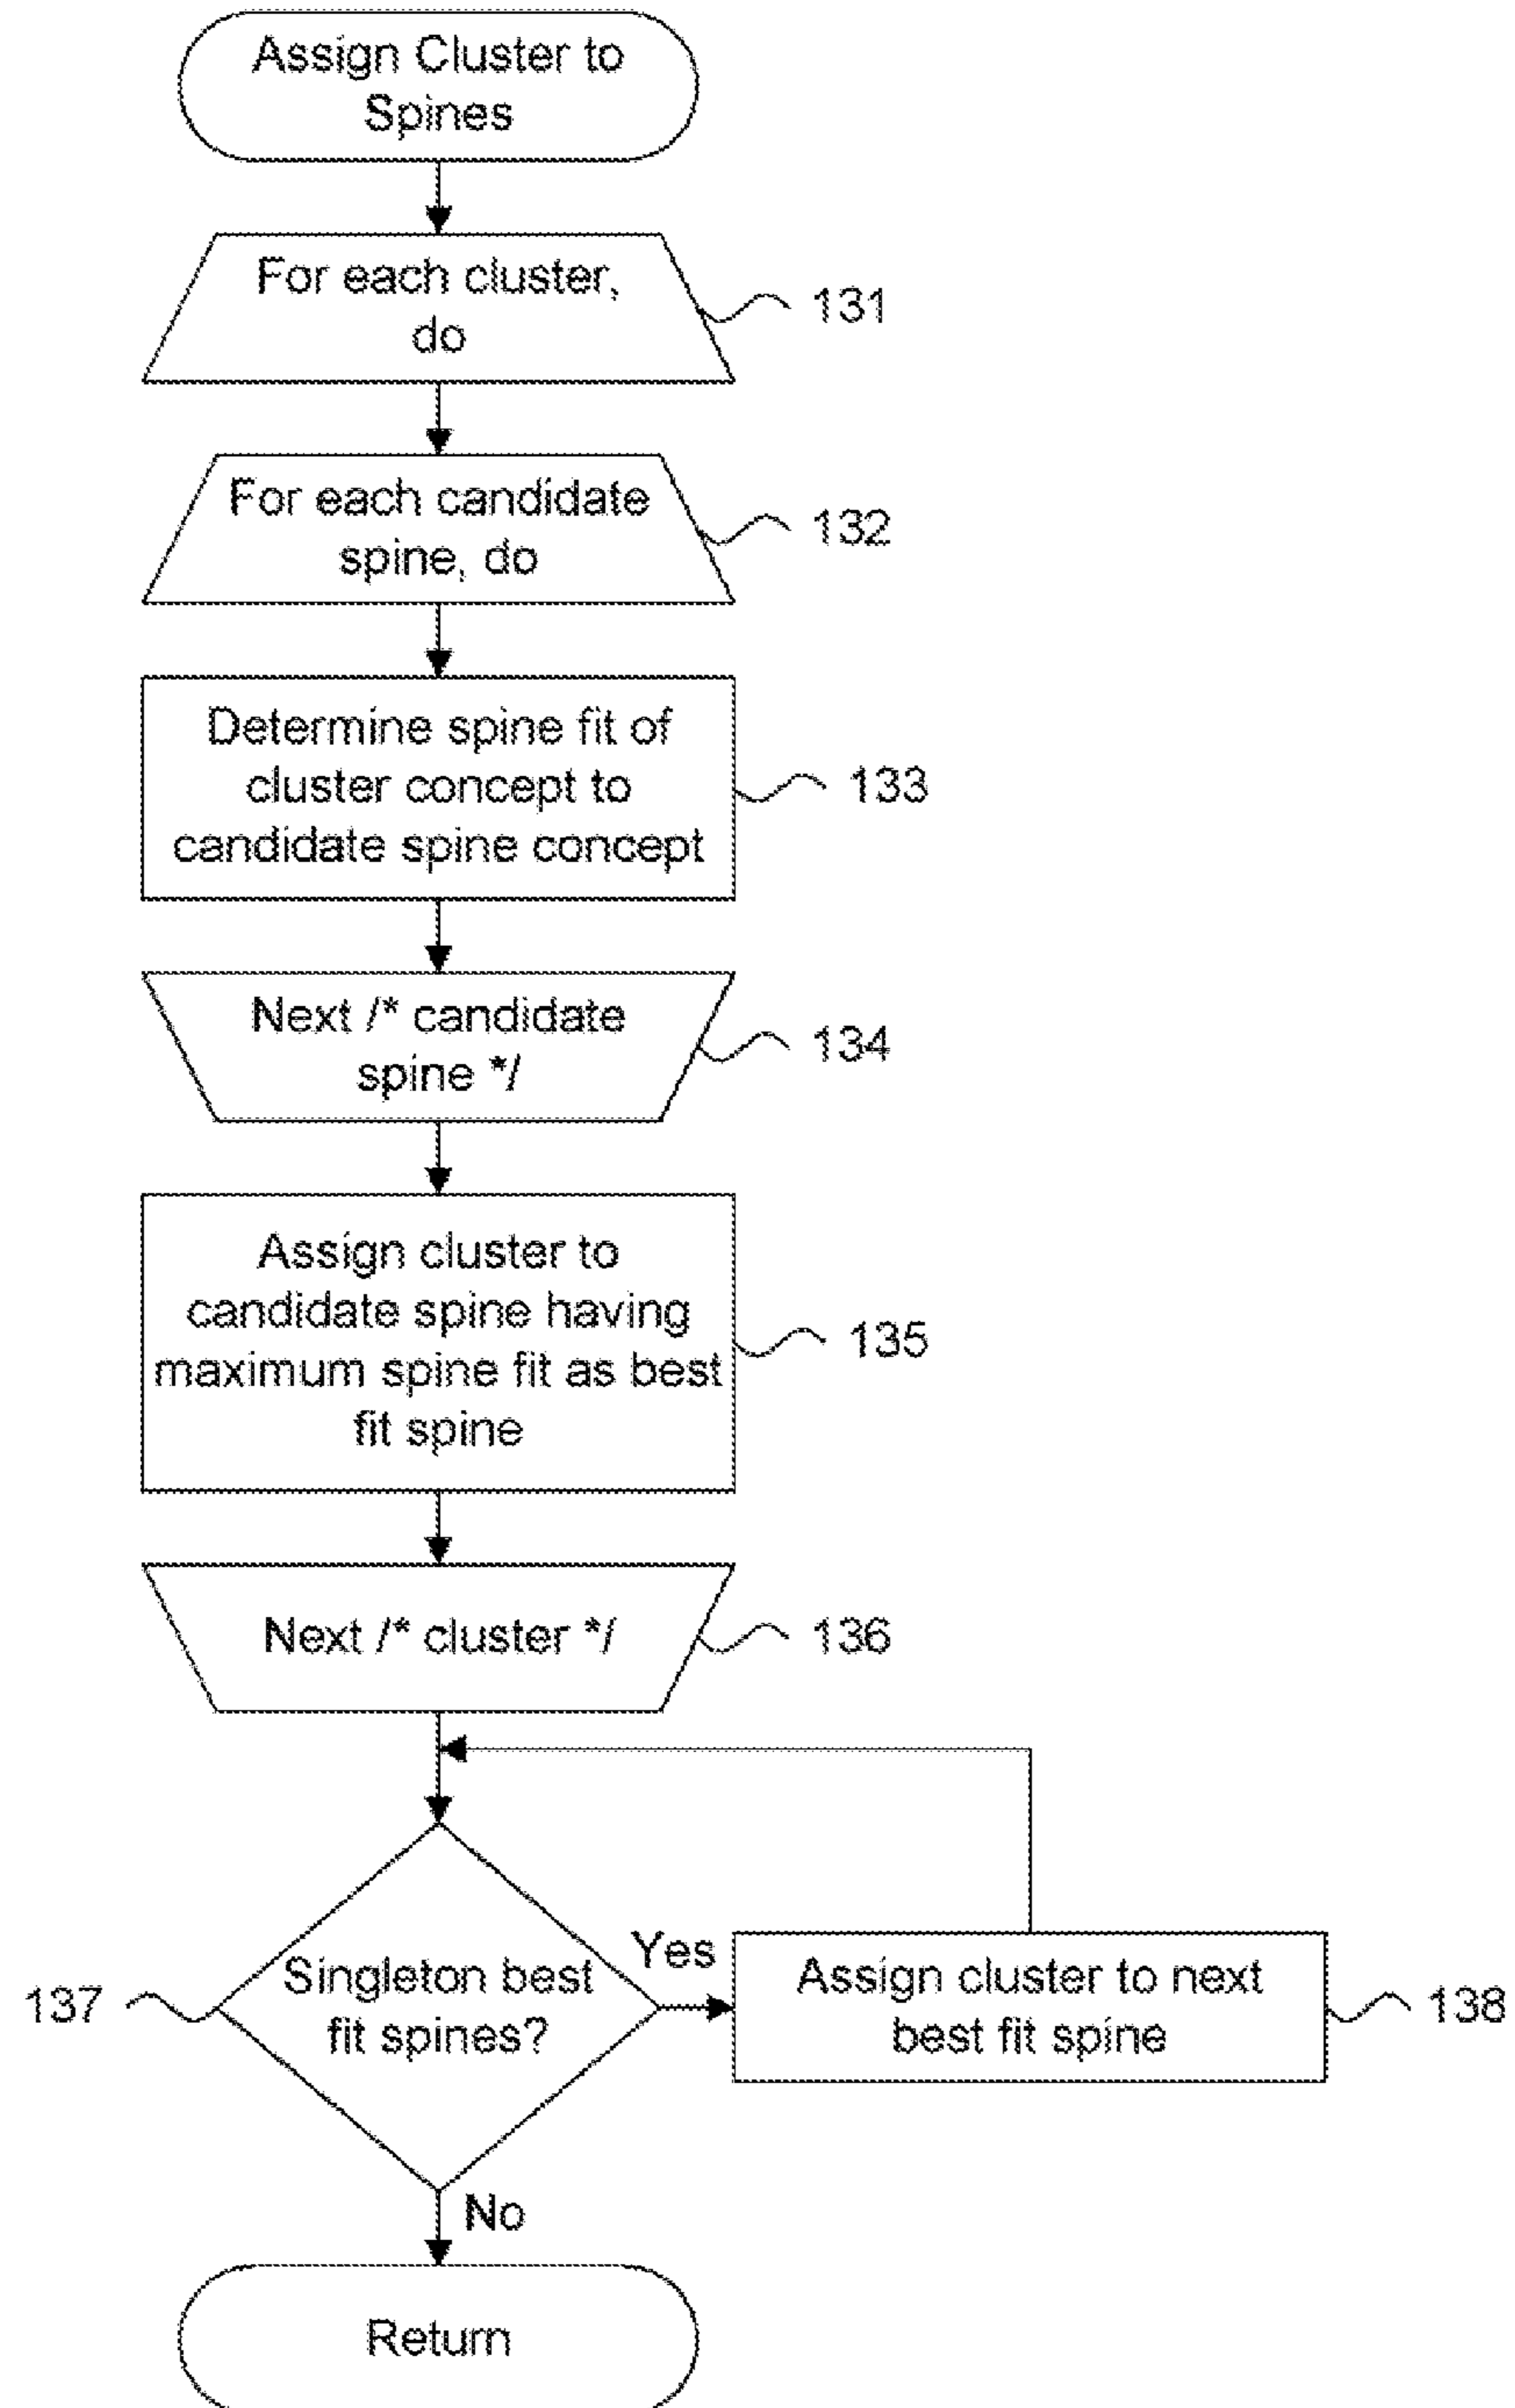 Assign Cluster to
Spines
For each cluster,
do
131
For each candidate
spine, do
132
Determine spine fit of
cluster concept to
candidate spine concept
133
Next /* candidate
spine */
134
Assign cluster to
candidate spine having
maximum spine fit as best
fit spine
135
Next /* cluster */
136
137
Singleton best
fit spines?
Yes
Assign cluster to next
best fit spine
138
No
Return